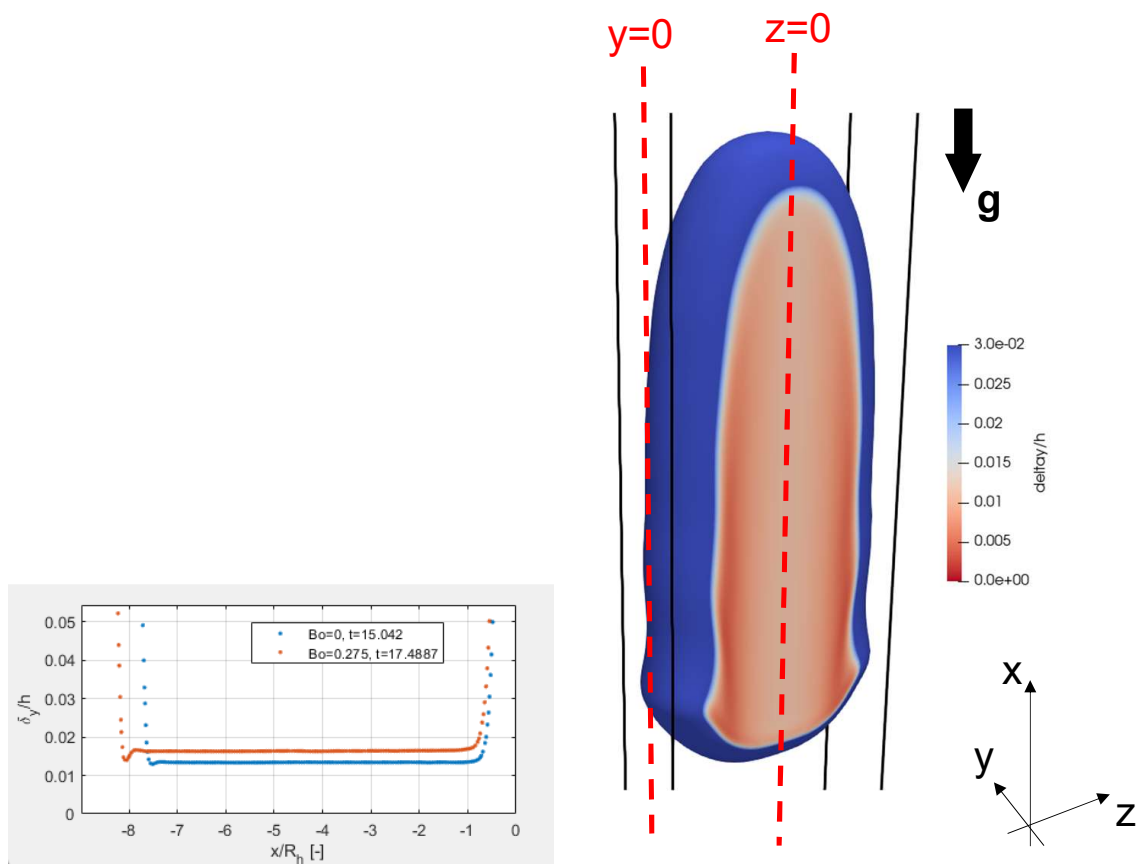 y=0
z=0
g
3.0e-02
0.025
0.02
0.015
0.01
0.005
0.0e+00
deltay/h
0.05
0.04
0.03
0.02
0.01
0
δy/h
Bo=0, t=15.042
Bo=0.275, t=17.4887
-8 -7 -6 -5 -4 -3 -2 -1 0
x/Rh [-]
x
y
z